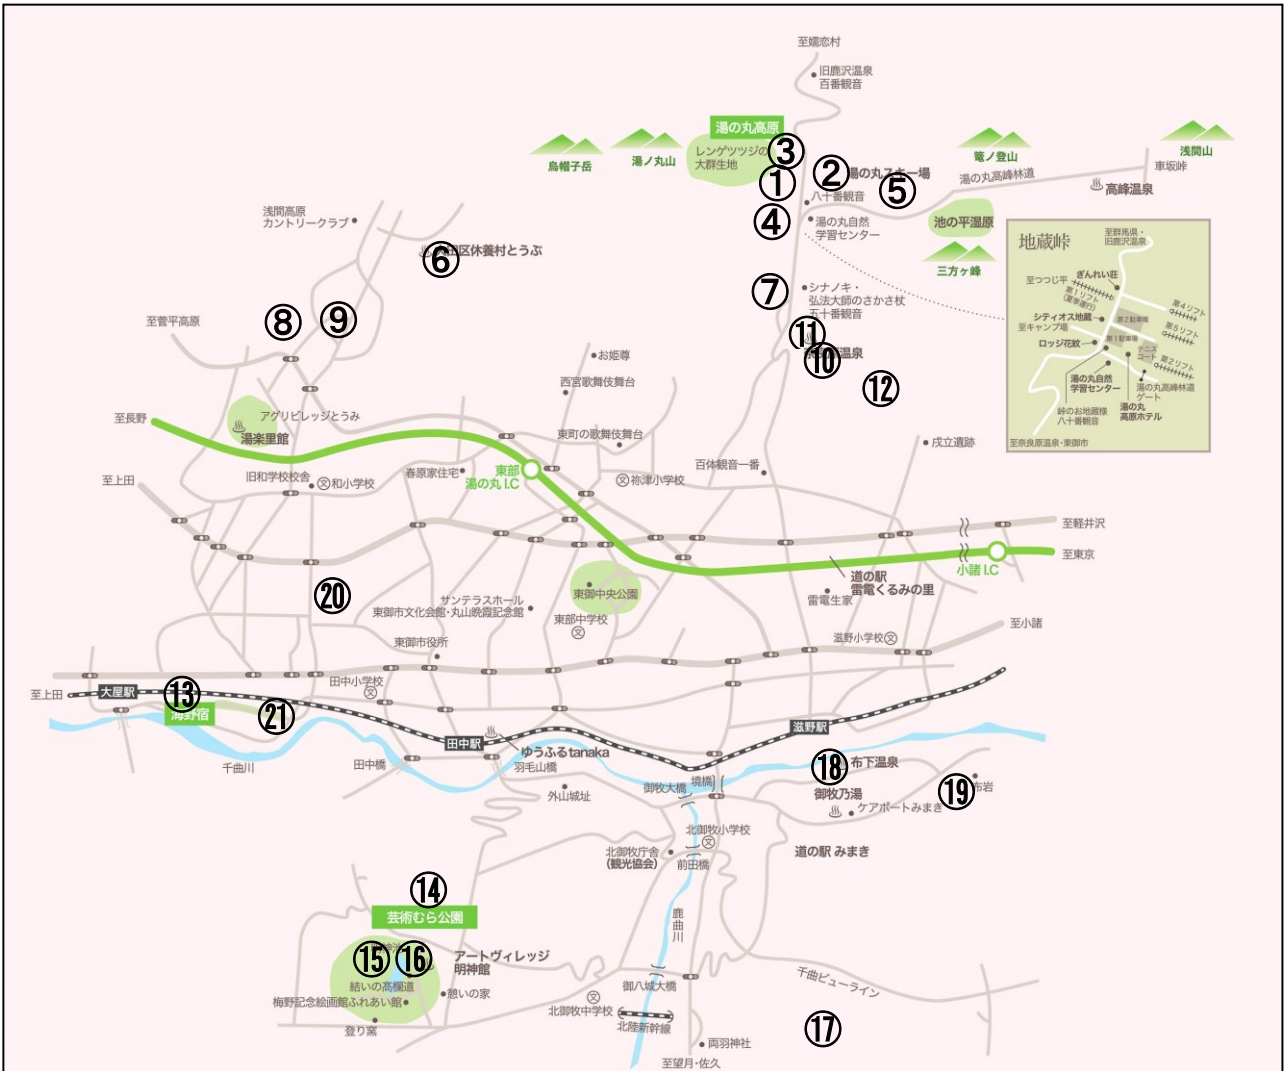 至嬬恋村
旧鹿沢温泉
百番観音
湯の丸高原
レンゲツツジの
大群生地
烏帽子岳
湯ノ丸山
③
①
②
湯の丸スキー場
⑤
八十番観音
④
湯の丸自然
学習センター
篭ノ登山
浅間山
湯の丸高峰林道
車坂峠
高峰温泉
池の平湿原
三方ヶ峰
浅間高原
カントリークラブ
⑥
区休養村とうぶ
⑦
シナノキ・
弘法大師のさかさ杖
五十番観音
⑪
⑩
温泉
⑫
地蔵峠
至群馬県・
旧鹿沢温泉
至つつじ平
ぎんれい荘
第1リフト
(夏季運行)
第4リフト
シティオス地蔵
第2駐車場
第5リフト
至キャンプ場
ロッジ花紋
第1駐車場
テニス
コート
第2リフト
湯の丸自然
学習センター
湯の丸高峰林道
ゲート
峠のお地蔵様
八十番観音
湯の丸
高原ホテル
至奈良原温泉・東御市
至菅平高原
⑧
⑨
お姫尊
西宮歌舞伎舞台
至長野
アグリビレッジとうみ
湯楽里館
東町の歌舞伎舞台
戌立遺跡
至上田
旧和学校校舎
文和小学校
春原家住宅
東部
湯の丸I.C
文祢津小学校
百体観音一番
至軽井沢
至東京
小諸I.C
⑳
サンテラスホール
東御市文化会館・丸山晩霞記念館
東御中央公園
東部中学校
文
道の駅
雷電くるみの里
雷電生家
東御市役所
滋野小学校文
至小諸
至上田
大屋駅
⑬
海野宿
㉑
田中小学校
文
千曲川
田中橋
田中駅
ゆうふるtanaka
羽毛山橋
外山城址
滋野駅
御牧大橋
境橋
⑱
布下温泉
御牧乃湯
ケアポートみまき
⑲
布岩
北御牧小学校
文
北御牧庁舎
(観光協会)
前田橋
道の駅 みまき
⑭
芸術むら公園
鹿曲川
⑮
⑯
アートヴィレッジ
明神館
結いの高欄道
梅野記念絵画館ふれあい館
憩いの家
登り窯
御八城大橋
文
北御牧中学校
北陸新幹線
千曲ビューライン
⑰
両羽神社
至望月・佐久